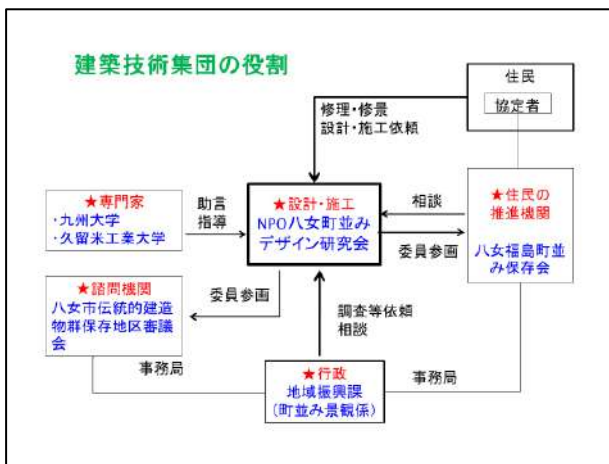 建築技術集団の役割
住民
協定者
修理・修景
設計・施工依頼
★専門家
・九州大学
・久留米工業大学
助言
指導
★設計・施工
NPO八女町並み
デザイン研究会
相談
委員参画
★住民の
推進機関
八女福島町並
み保存会
★諮問機関
八女市伝統的建造
物群保存地区審議
会
委員参画
調査等依頼
相談
事務局
★行政
地域振興課
(町並み景観係)
事務局